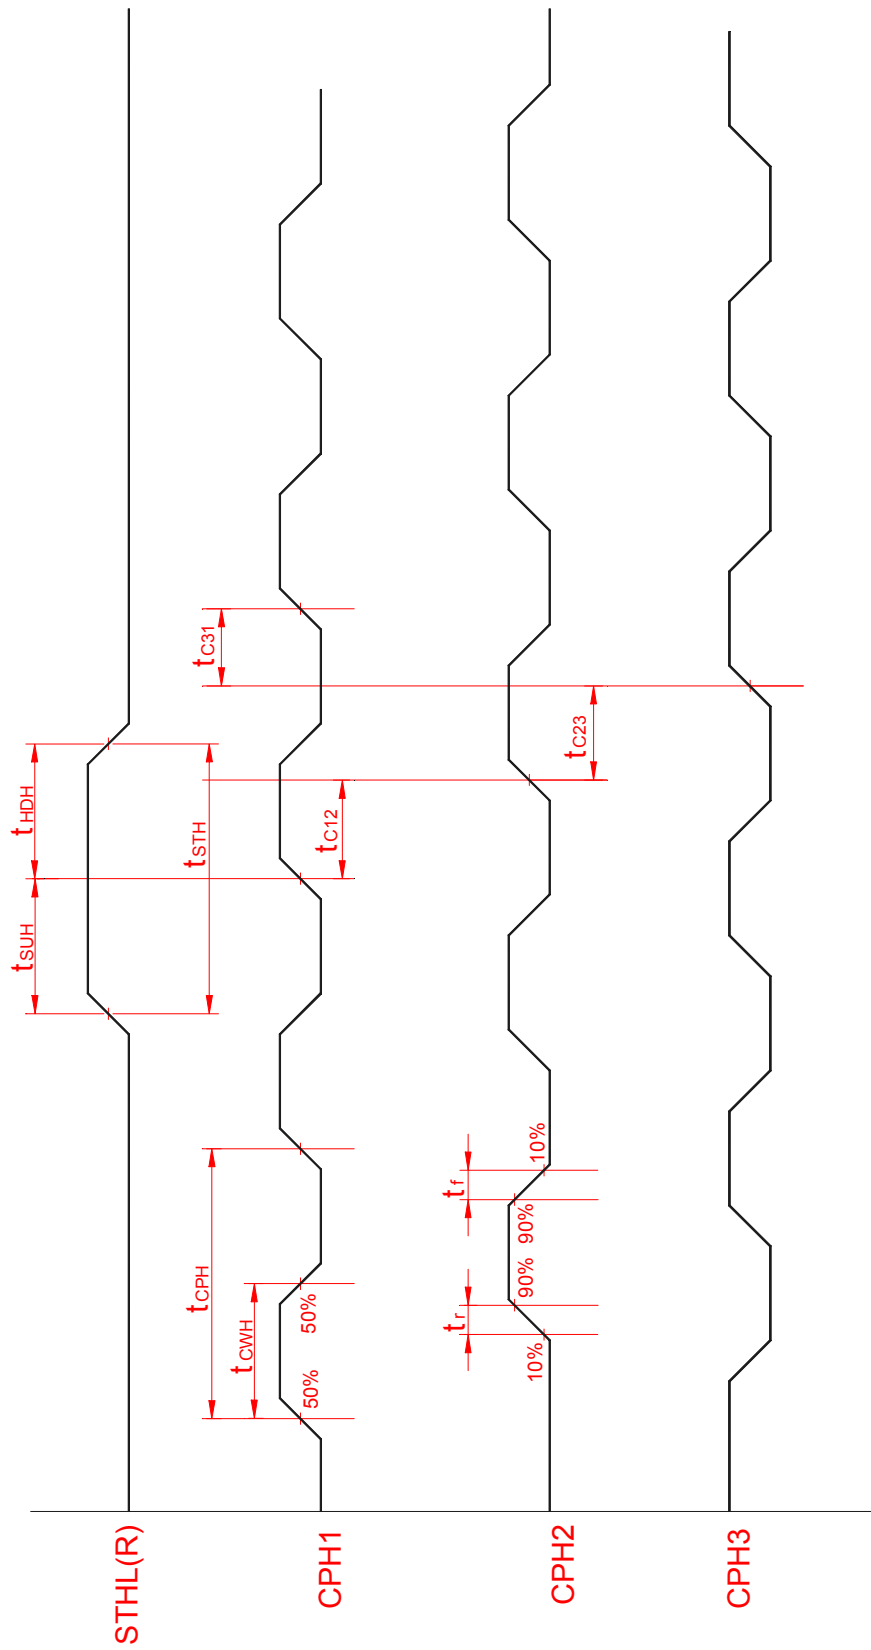 STHL(R)
tSUH
tHDH
tSTH
CPH1
tCWH
tCPH
50%
50%
tC12
tC31
CPH2
tr
tf
10%
90%
90%
10%
tC23
CPH3